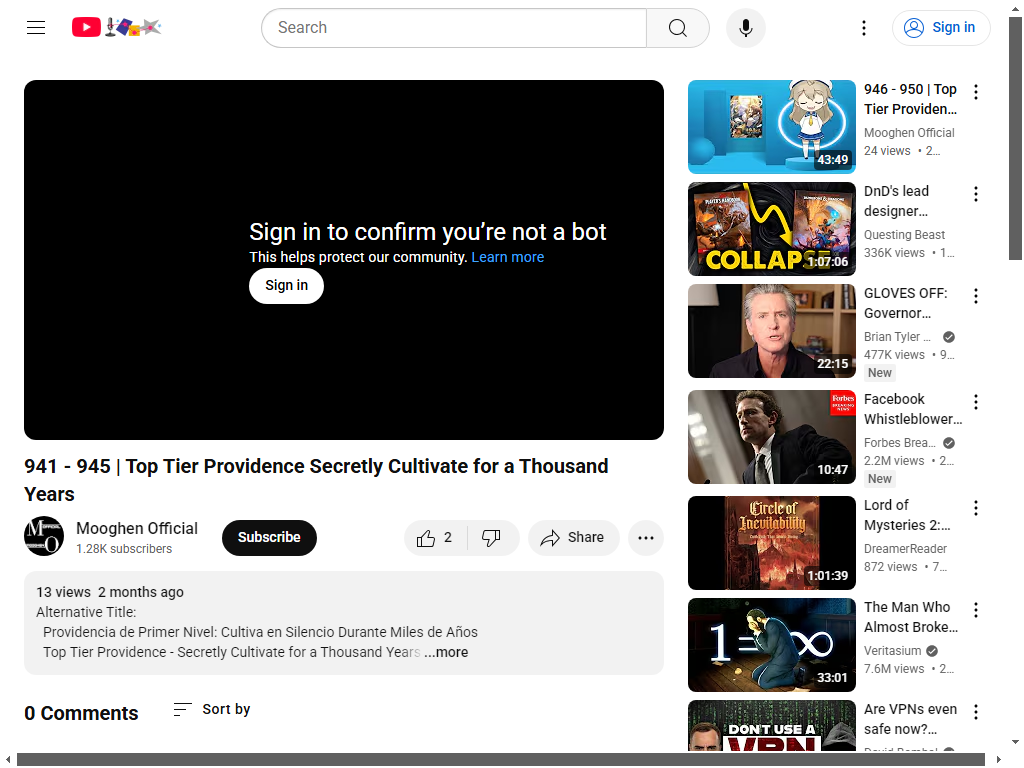 Search
Sign in
Sign in to confirm you’re not a bot
This helps protect our community. Learn more
Sign in
941 - 945 | Top Tier Providence Secretly Cultivate for a Thousand
Years
Mooghen Official
1.28K subscribers
Subscribe
2
Share
13 views 2 months ago
Alternative Title:
Providencia de Primer Nivel: Cultiva en Silencio Durante Miles de Años
Top Tier Providence - Secretly Cultivate for a Thousand Years ...more
0 Comments
Sort by
43:49
946 - 950 | Top
Tier Providen...
Mooghen Official
24 views • 2...
PLAYER'S HANDBOOK
DUNGEONS & DRAGONS
COLLAPSE
1:07:06
DnD's lead
designer...
Questing Beast
336K views • 1...
22:15
GLOVES OFF:
Governor...
Brian Tyler ...
477K views • 9...
New
Forbes
BREAKING
NEWS
10:47
Facebook
Whistleblower...
Forbes Brea...
2.2M views • 2...
New
Circle of
Inevitability
1:01:39
Lord of
Mysteries 2:...
DreamerReader
872 views • 7...
1=∞
33:01
The Man Who
Almost Broke...
Veritasium
7.6M views • 2...
DON'T USE A
VPN
Are VPNs even
safe now?...
David Bombal